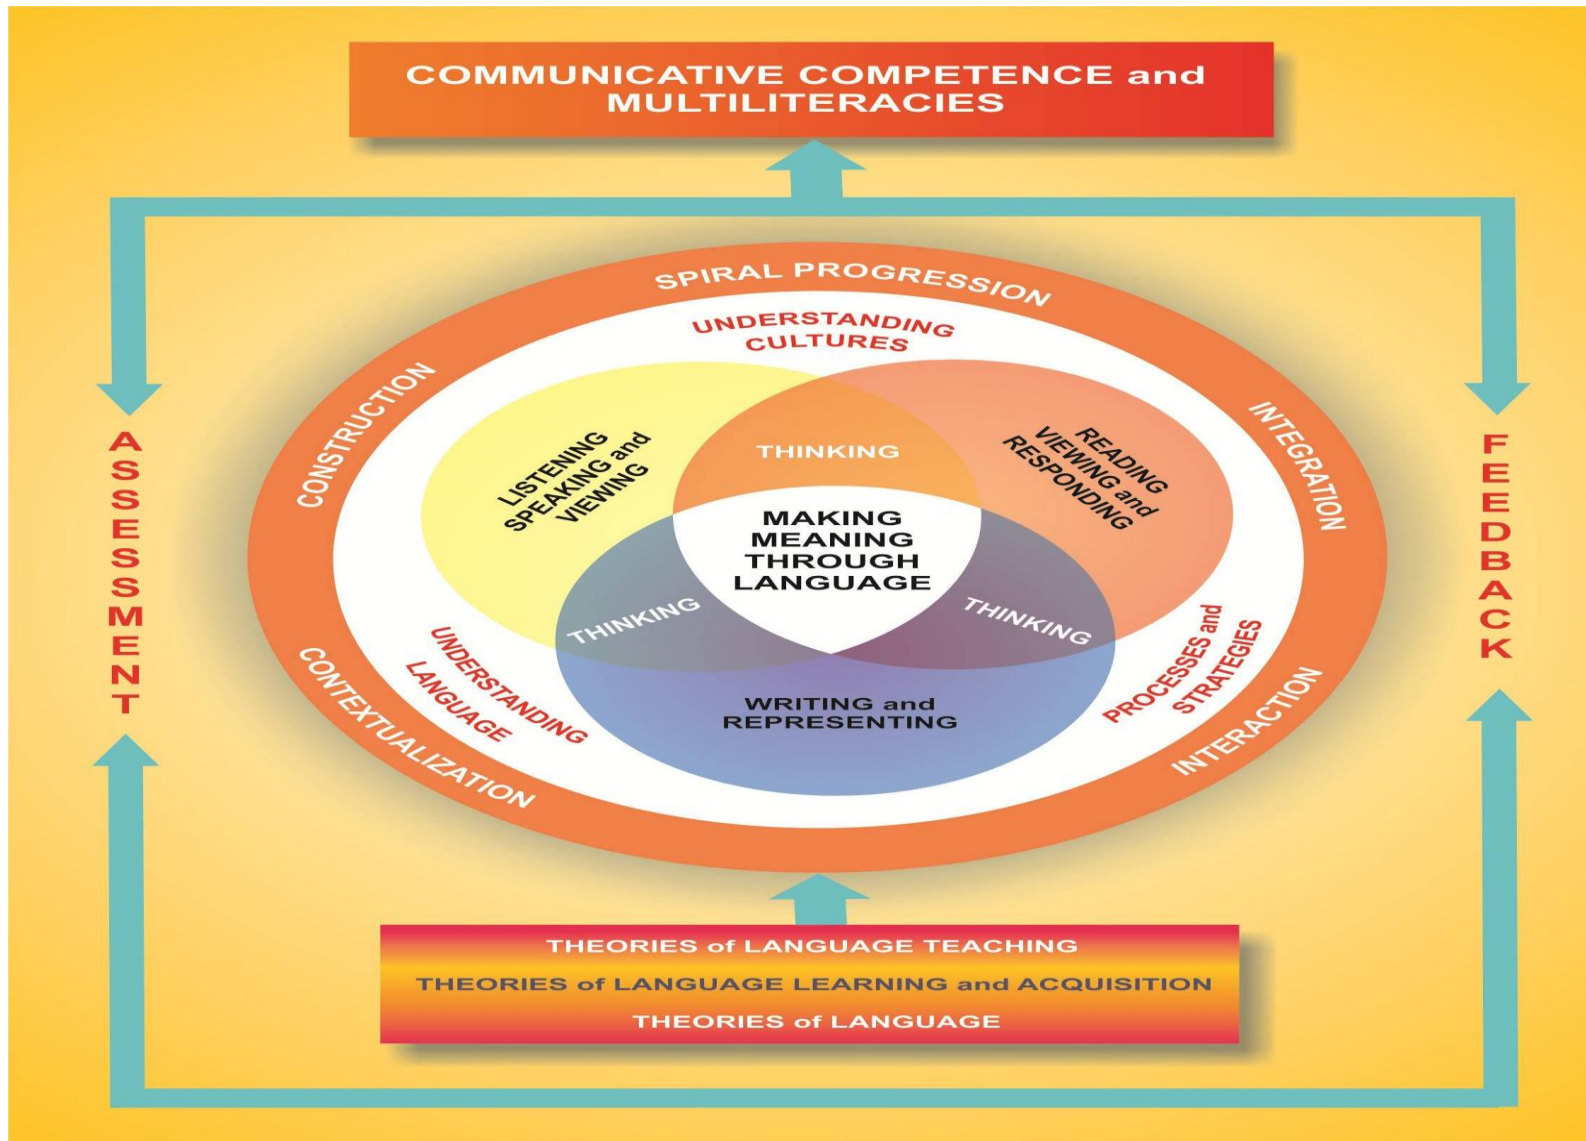 COMMUNICATIVE COMPETENCE and
MULTILITERACIES
SPIRAL PROGRESSION
UNDERSTANDING
CULTURES
CONSTRUCTION
INTEGRATION
LISTENING
SPEAKING and
VIEWING
THINKING
READING
VIEWING and
RESPONDING
ASSESSMENT
FEEDBACK
MAKING
MEANING
THROUGH
LANGUAGE
THINKING
THINKING
UNDERSTANDING
LANGUAGE
WRITING and
REPRESENTING
PROCESSES and
STRATEGIES
CONTEXTUALIZATION
INTERACTION
THEORIES of LANGUAGE TEACHING
THEORIES of LANGUAGE LEARNING and ACQUISITION
THEORIES of LANGUAGE